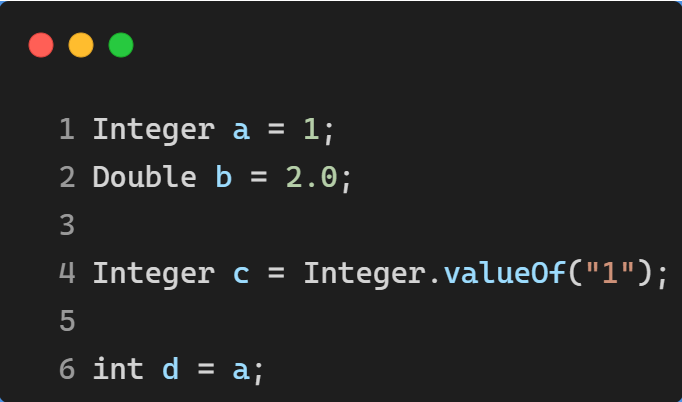 1 Integer a = 1;
2 Double b = 2.0;
3
4 Integer c = Integer.valueOf("1");
5
6 int d = a;